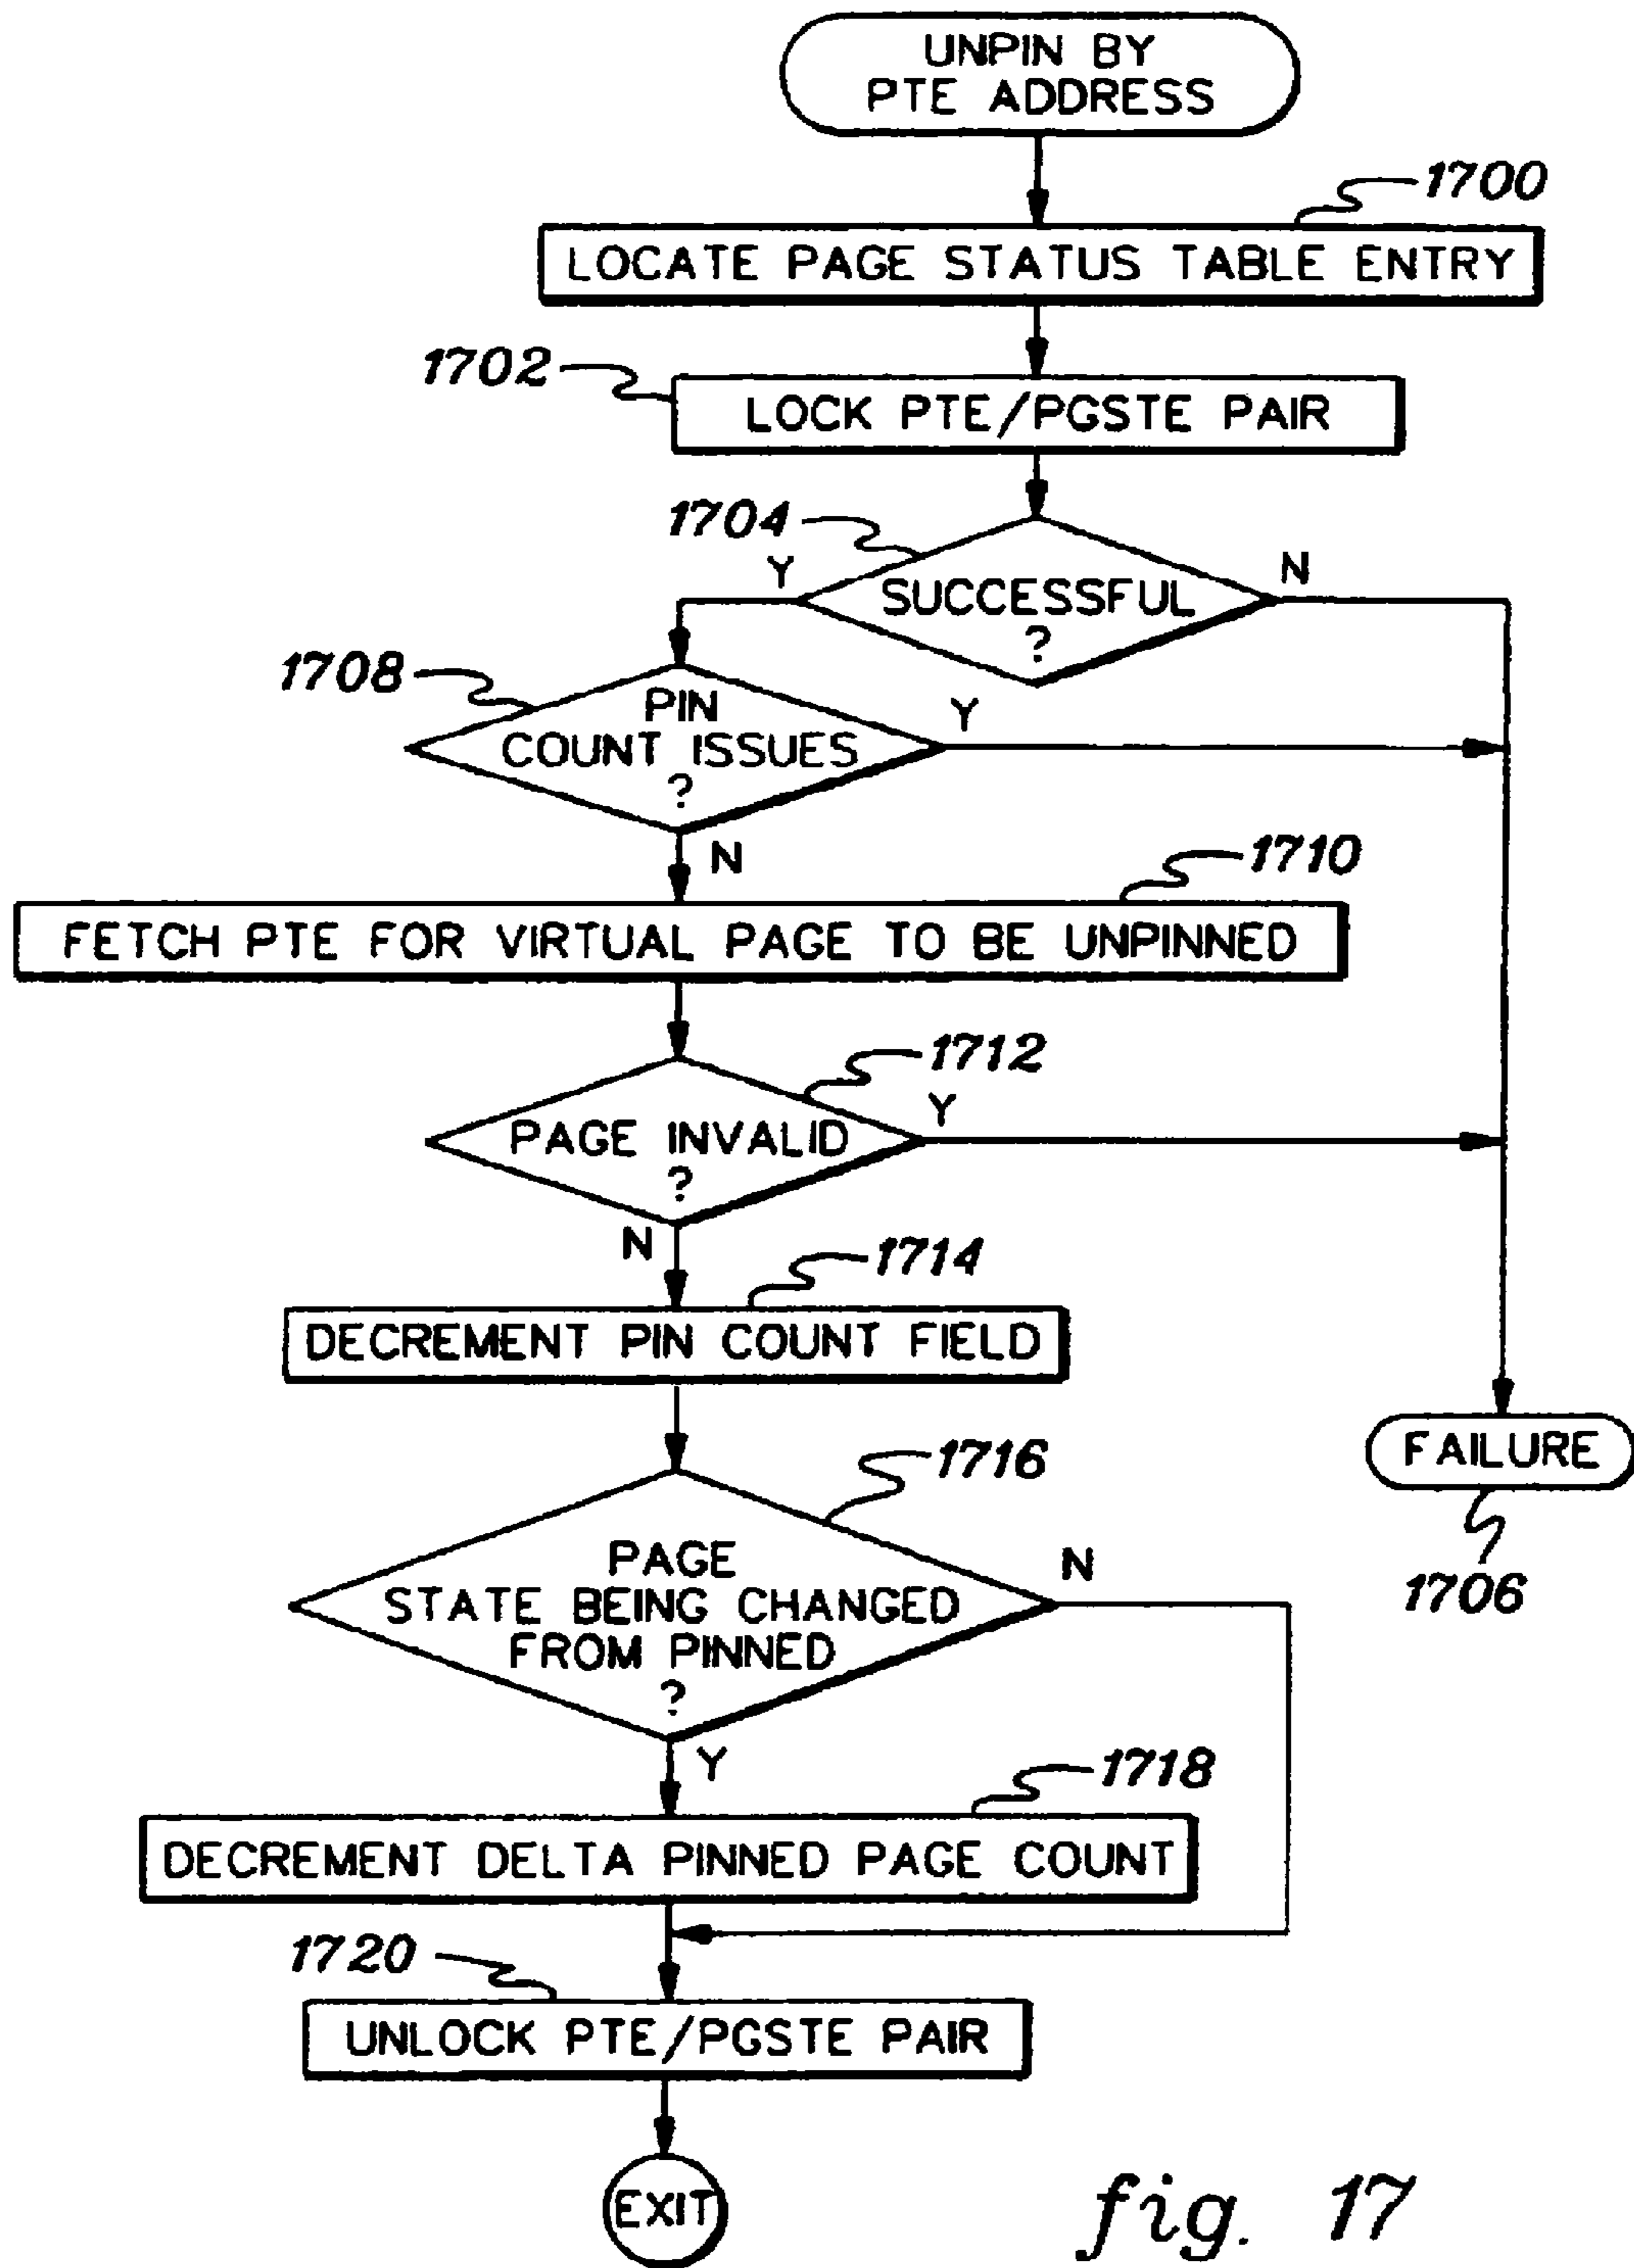 UNPIN BY
PTE ADDRESS
1700
LOCATE PAGE STATUS TABLE ENTRY
1702
LOCK PTE/PGSTE PAIR
1704
Y
N
SUCCESSFUL
?
1708
PIN
COUNT ISSUES
?
Y
N
1710
FETCH PTE FOR VIRTUAL PAGE TO BE UNPINNED
1712
Y
PAGE INVALID
?
N
1714
DECREMENT PIN COUNT FIELD
FAILURE
1706
1716
PAGE
STATE BEING CHANGED
FROM PINNED
?
N
Y
1718
DECREMENT DELTA PINNED PAGE COUNT
1720
UNLOCK PTE/PGSTE PAIR
EXIT
fig. 17